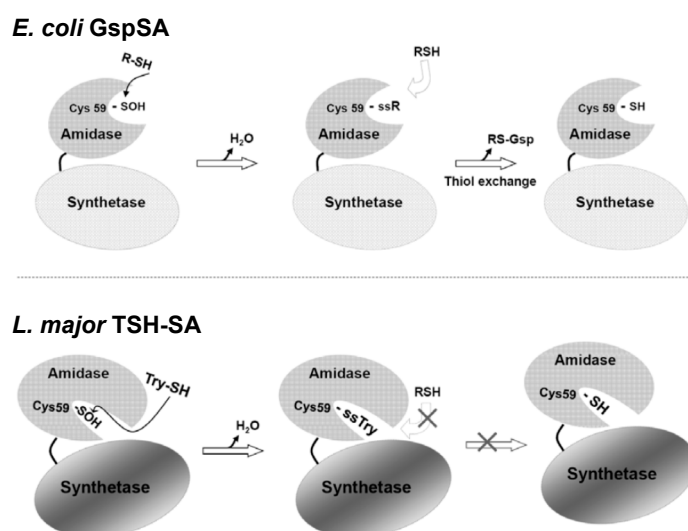 E. coli GspSA
R-SH
RSH
Cys 59 - SOH
Amidase
H₂O
Cys 59 - ssR
Amidase
RS-Gsp
Thiol exchange
Cys 59 - SH
Amidase
Synthetase
Synthetase
Synthetase
L. major TSH-SA
Amidase
Try-SH
Cys59 -SOH
H₂O
Amidase
RSH
Cys59 - ssTry
Amidase
Cys59 - SH
Synthetase
Synthetase
Synthetase